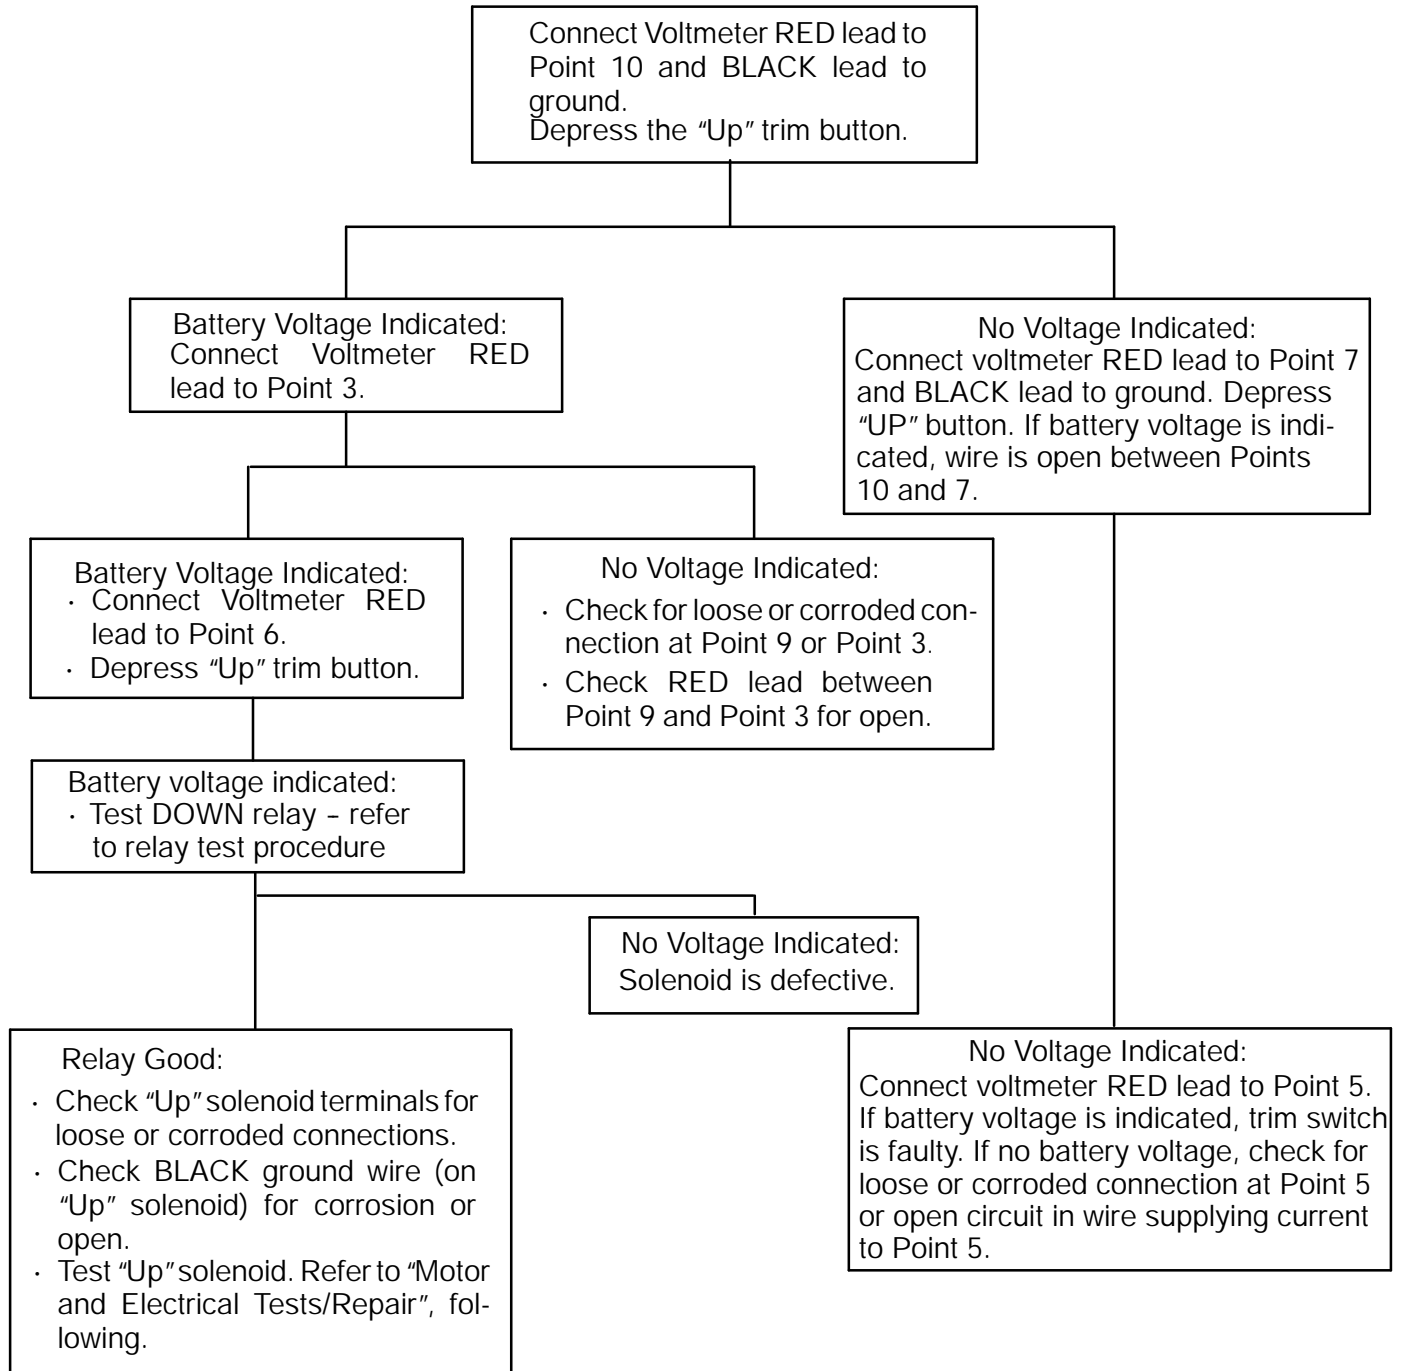 Connect Voltmeter RED lead to
Point 10 and BLACK lead to
ground.
Depress the “Up” trim button.
Battery Voltage Indicated:
Connect Voltmeter RED
lead to Point 3.
No Voltage Indicated:
Connect voltmeter RED lead to Point 7
and BLACK lead to ground. Depress
“UP” button. If battery voltage is indi-
cated, wire is open between Points
10 and 7.
Battery Voltage Indicated:
· Connect Voltmeter RED
lead to Point 6.
· Depress “Up” trim button.
No Voltage Indicated:
· Check for loose or corroded con-
nection at Point 9 or Point 3.
· Check RED lead between
Point 9 and Point 3 for open.
Battery voltage indicated:
· Test DOWN relay – refer
to relay test procedure
No Voltage Indicated:
Solenoid is defective.
Relay Good:
· Check “Up” solenoid terminals for
loose or corroded connections.
· Check BLACK ground wire (on
“Up” solenoid) for corrosion or
open.
· Test “Up” solenoid. Refer to “Motor
and Electrical Tests/Repair”, fol-
lowing.
No Voltage Indicated:
Connect voltmeter RED lead to Point 5.
If battery voltage is indicated, trim switch
is faulty. If no battery voltage, check for
loose or corroded connection at Point 5
or open circuit in wire supplying current
to Point 5.